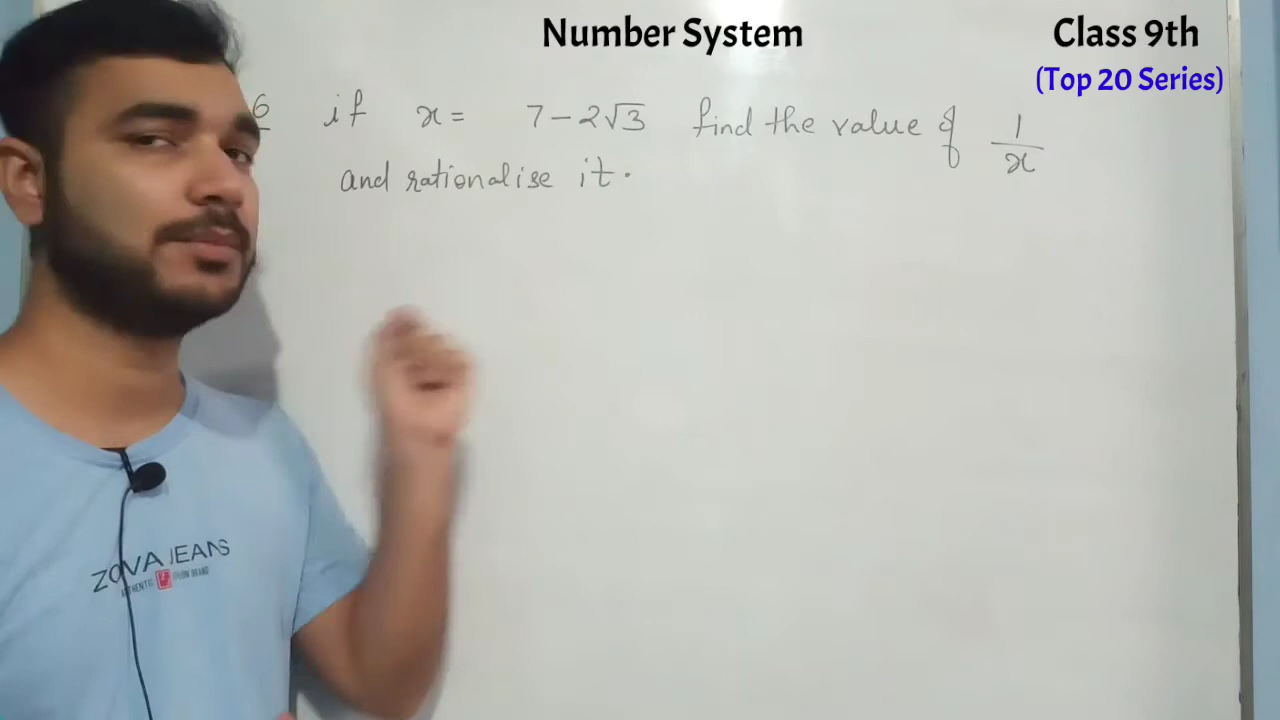 Number System
Class 9th
(Top 20 Series)
6 if x = 7-2√3 find the value of 1/x
and rationalise it.
ZOVA JEANS